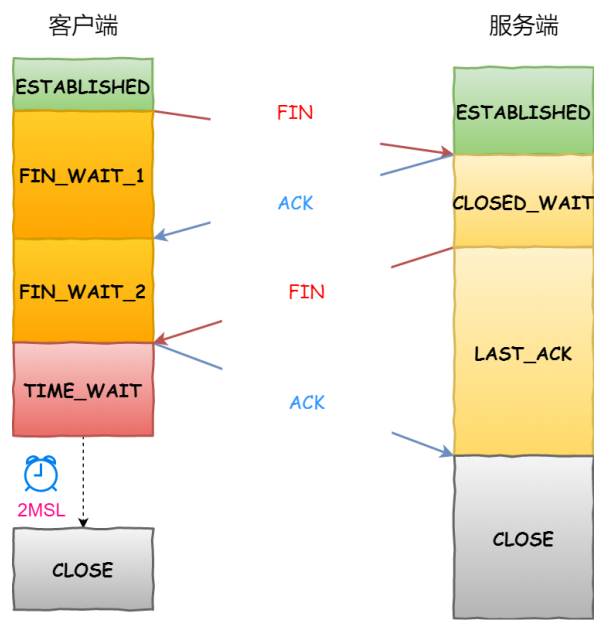 客户端
服务端
ESTABLISHED
ESTABLISHED
FIN
FIN_WAIT_1
CLOSED_WAIT
ACK
FIN_WAIT_2
FIN
LAST_ACK
TIME_WAIT
ACK
2MSL
CLOSE
CLOSE